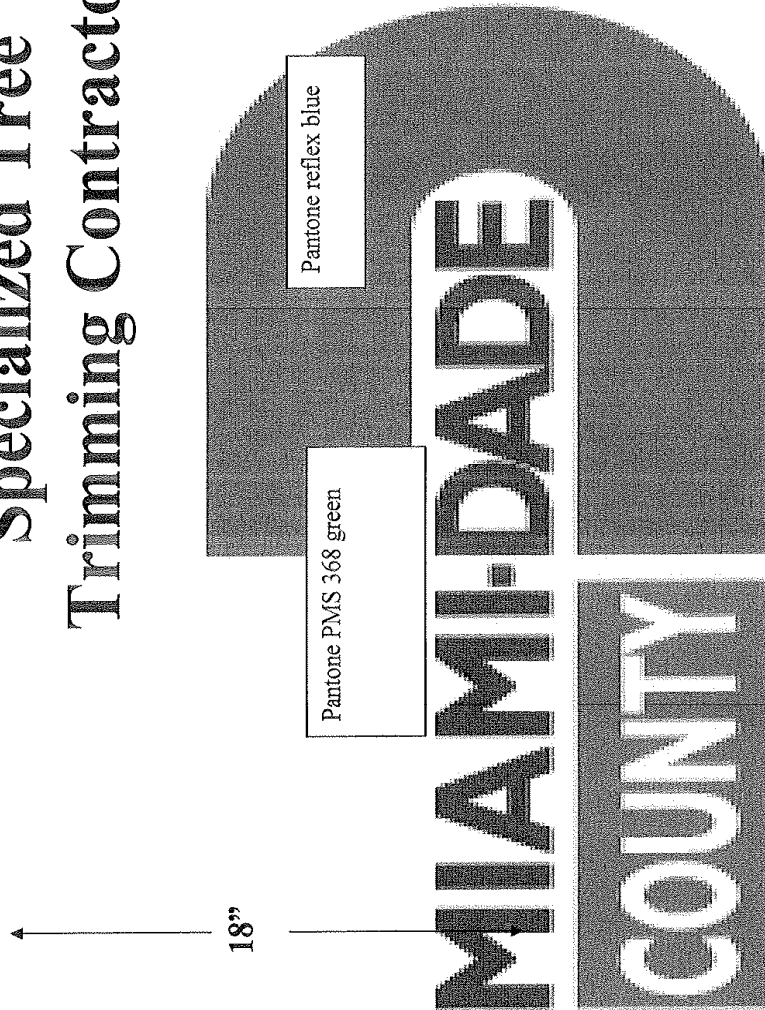 Specialized Tree
Trimming Contracto
Pantone reflex blue
Pantone PMS 368 green
18”
MIAMI-DADE
COUNTY